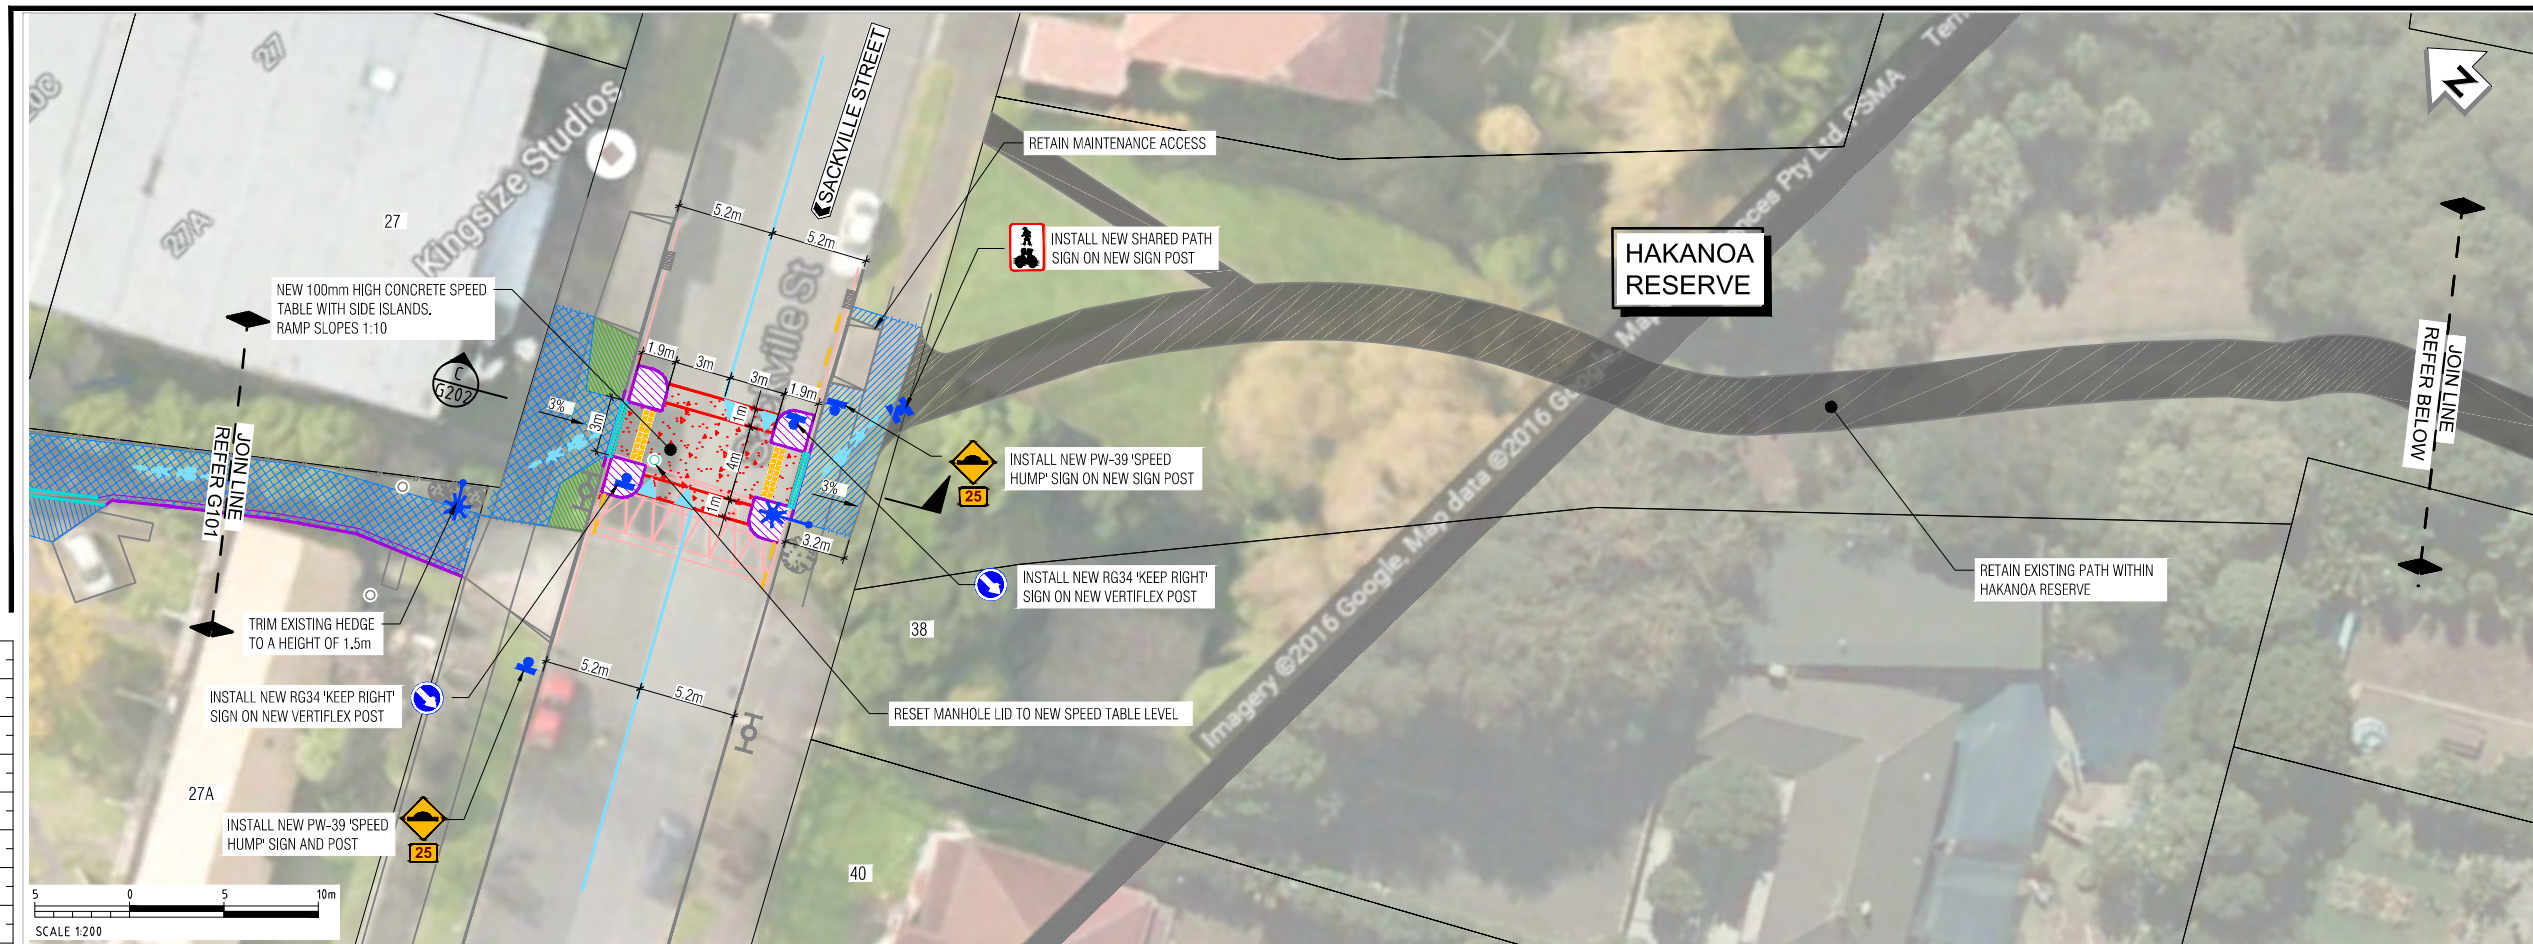 27
20C
27A
Kingsize Studios
27
SACKVILLE STREET
Sackville St
5.2m
5.2m
RETAIN MAINTENANCE ACCESS
INSTALL NEW SHARED PATH
SIGN ON NEW SIGN POST
HAKANOA
RESERVE
N
NEW 100mm HIGH CONCRETE SPEED
TABLE WITH SIDE ISLANDS.
RAMP SLOPES 1:10
C
G202
1.9m
3m
3m
1.9m
3%
3m
1m
4m
1m
3%
3.2m
JOIN LINE
REFER G101
JOIN LINE
REFER BELOW
INSTALL NEW PW-39 'SPEED
HUMP' SIGN ON NEW SIGN POST
25
INSTALL NEW RG34 'KEEP RIGHT'
SIGN ON NEW VERTIFLEX POST
RETAIN EXISTING PATH WITHIN
HAKANOA RESERVE
TRIM EXISTING HEDGE
TO A HEIGHT OF 1.5m
38
5.2m
5.2m
INSTALL NEW RG34 'KEEP RIGHT'
SIGN ON NEW VERTIFLEX POST
RESET MANHOLE LID TO NEW SPEED TABLE LEVEL
27A
INSTALL NEW PW-39 'SPEED
HUMP' SIGN AND POST
25
40
Imagery ©2016 Google, Map data ©2016 Google, Pty Ltd, PSMA
5 0 5 10m
SCALE 1:200